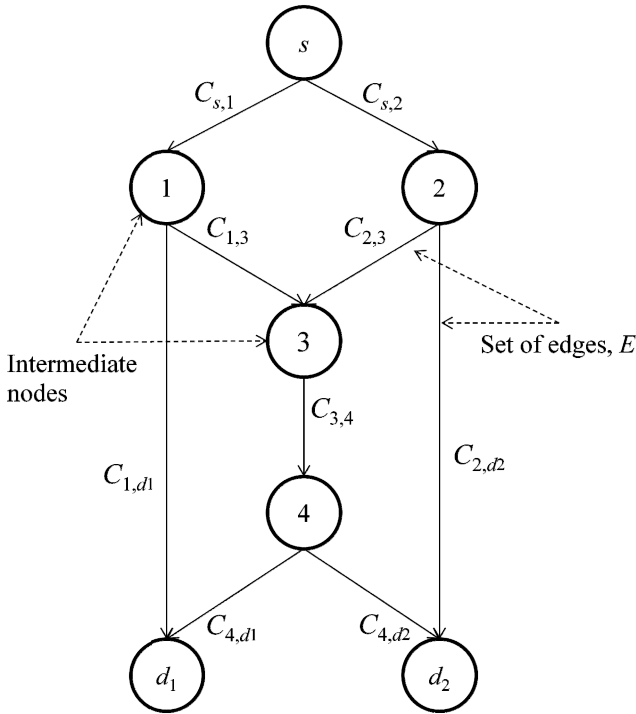 s
C_{s,1}
C_{s,2}
1
2
C_{1,3}
C_{2,3}
3
Intermediate
nodes
Set of edges, E
C_{3,4}
C_{1,d1}
C_{2,d2}
4
C_{4,d1}
C_{4,d2}
d_1
d_2